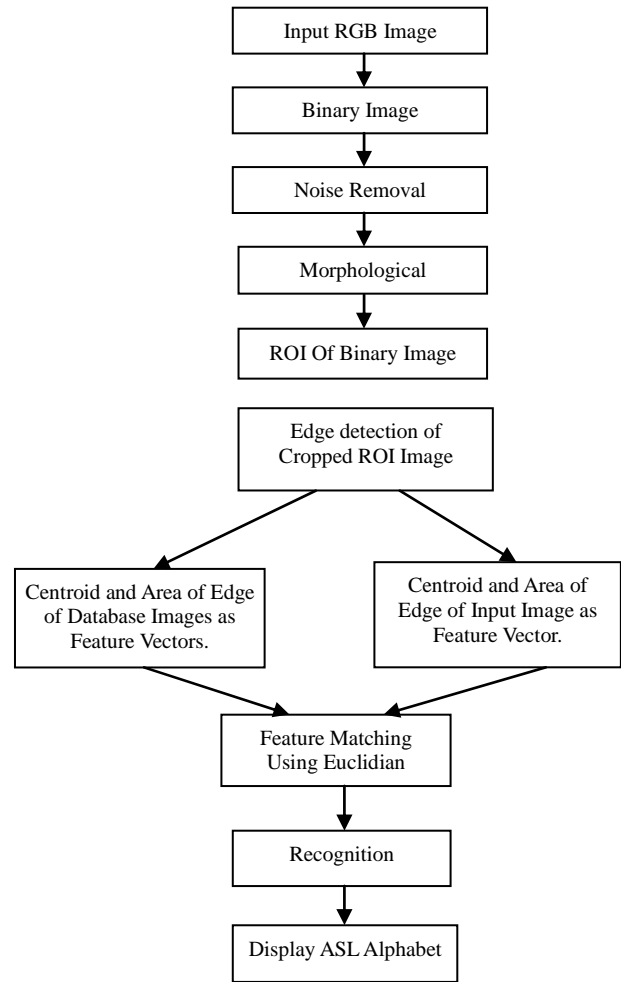 Input RGB Image
Binary Image
Noise Removal
Morphological
ROI Of Binary Image
Edge detection of
Cropped ROI Image
Centroid and Area of Edge
of Database Images as
Feature Vectors.
Centroid and Area of
Edge of Input Image as
Feature Vector.
Feature Matching
Using Euclidian
Recognition
Display ASL Alphabet